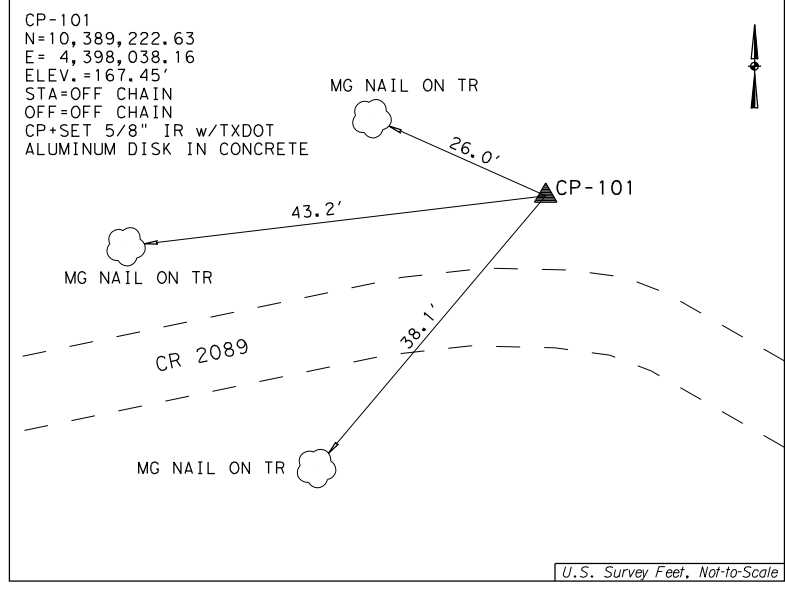 CP-101
N=10,389,222.63
E= 4,398,038.16
ELEV.=167.45'
STA=OFF CHAIN
OFF=OFF CHAIN
CP+SET 5/8" IR w/TXDOT
ALUMINUM DISK IN CONCRETE
MG NAIL ON TR
26.0'
CP-101
43.2'
MG NAIL ON TR
38.1'
CR 2089
MG NAIL ON TR
U.S. Survey Feet, Not-to-Scale